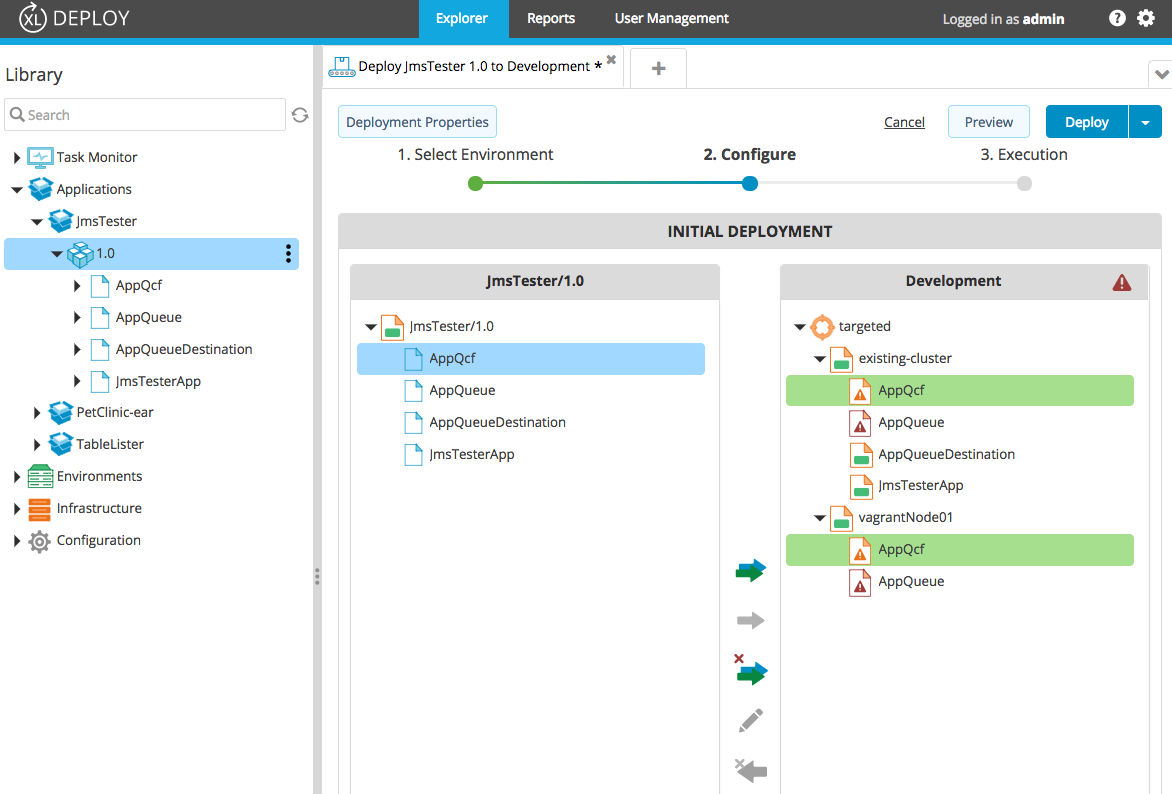 XL DEPLOY
Explorer
Reports
User Management
Logged in as admin
?
Library
Search
Task Monitor
Applications
JmsTester
1.0
AppQcf
AppQueue
AppQueueDestination
JmsTesterApp
PetClinic-ear
TableLister
Environments
Infrastructure
Configuration
Deploy JmsTester 1.0 to Development *
Deployment Properties
Cancel
Preview
Deploy
1. Select Environment
2. Configure
3. Execution
INITIAL DEPLOYMENT
JmsTester/1.0
JmsTester/1.0
AppQcf
AppQueue
AppQueueDestination
JmsTesterApp
Development
targeted
existing-cluster
AppQcf
AppQueue
AppQueueDestination
JmsTesterApp
vagrantNode01
AppQcf
AppQueue